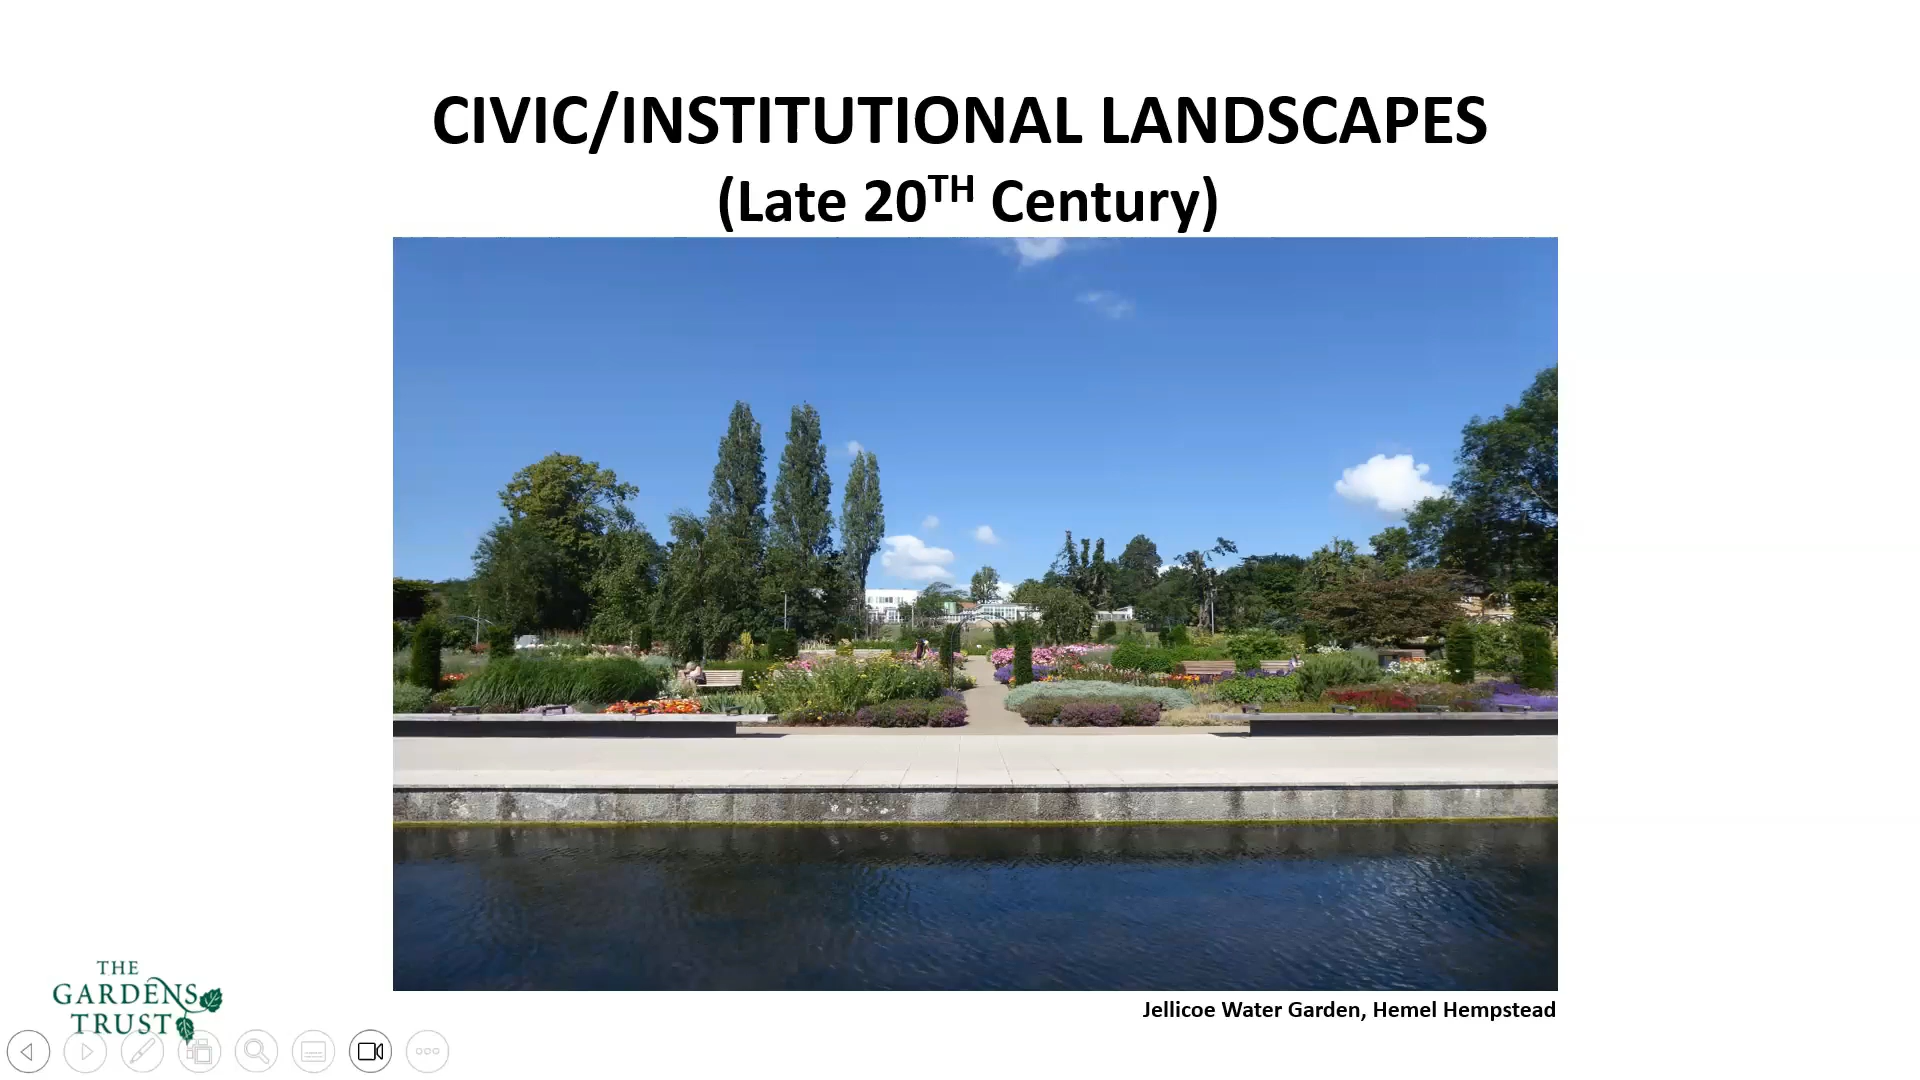 CIVIC/INSTITUTIONAL LANDSCAPES
(Late 20TH Century)
Jellicoe Water Garden, Hemel Hempstead
THE
GARDENS
TRUST